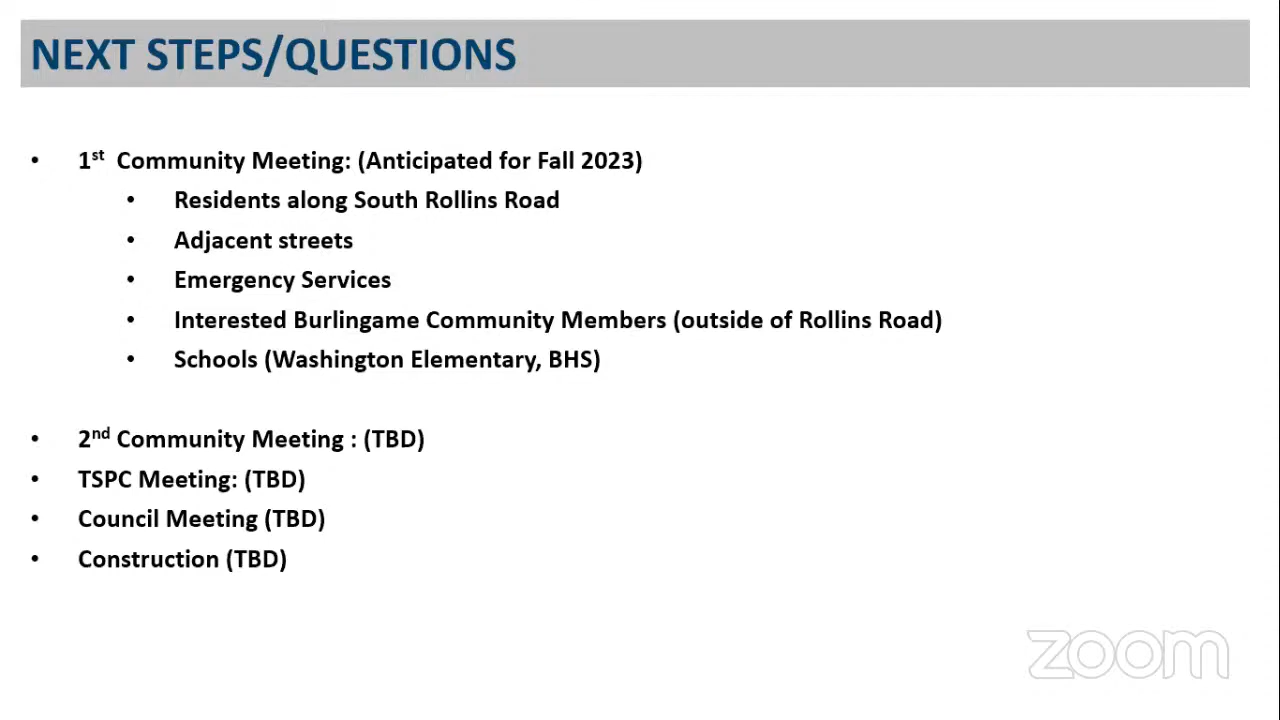 NEXT STEPS/QUESTIONS
• 1st Community Meeting: (Anticipated for Fall 2023)
• Residents along South Rollins Road
• Adjacent streets
• Emergency Services
• Interested Burlingame Community Members (outside of Rollins Road)
• Schools (Washington Elementary, BHS)
• 2nd Community Meeting : (TBD)
• TSPC Meeting: (TBD)
• Council Meeting (TBD)
• Construction (TBD)
zoom